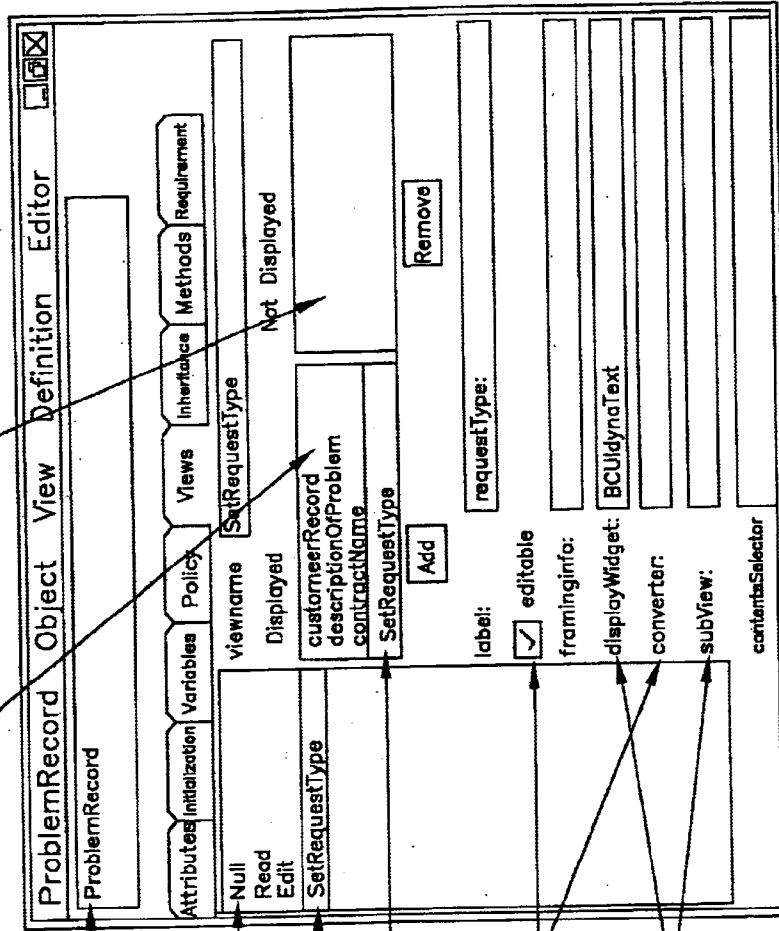 ProblemRecord Object View Definition Editor
ProblemRecord
Attributes Initialization Variables Policy Views Inheritance Methods Requirement
Null
Read
Edit
SetRequestType
viewname SetRequestType
Displayed Not Displayed
customeerRecord
descriptionOfProblem
contractName
SetRequestType
Add Remove
label: requestType:
editable
framinginfo:
displayWidget: BCUIdynaText
converter:
subView:
contentsSelector